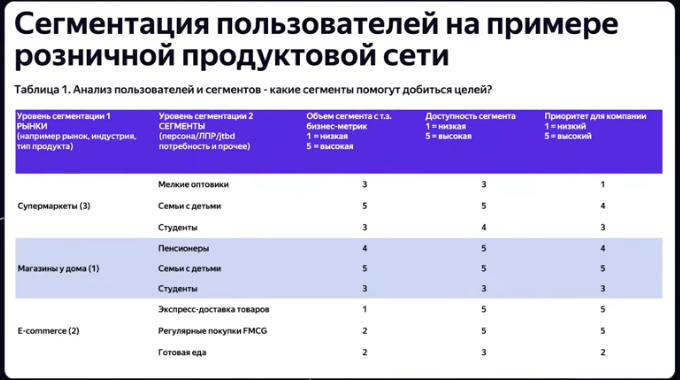 Сегментация пользователей на примере
розничной продуктовой сети
Таблица 1. Анализ пользователей и сегментов - какие сегменты помогут добиться целей?
Уровень сегментации 1
РЫНКИ
(например рынок, индустрия,
тип продукта)
Уровень сегментации 2
СЕГМЕНТЫ
(персона/ЛПР/jtbd
потребность и прочее)
Объем сегмента с т.з.
бизнес-метрик
1 = низкая
5 = высокая
Доступность сегмента
1 = низкая
5 = высокая
Приоритет для компании
1 = низкий
5 = высокий
Супермаркеты (3)
Мелкие оптовики 3 3 1
Семьи с детьми 5 5 4
Студенты 3 4 3
Магазины у дома (1)
Пенсионеры 4 5 4
Семьи с детьми 5 5 5
Студенты 3 3 3
E-commerce (2)
Экспресс-доставка товаров 1 5 5
Регулярные покупки FMCG 2 5 5
Готовая еда 2 3 2